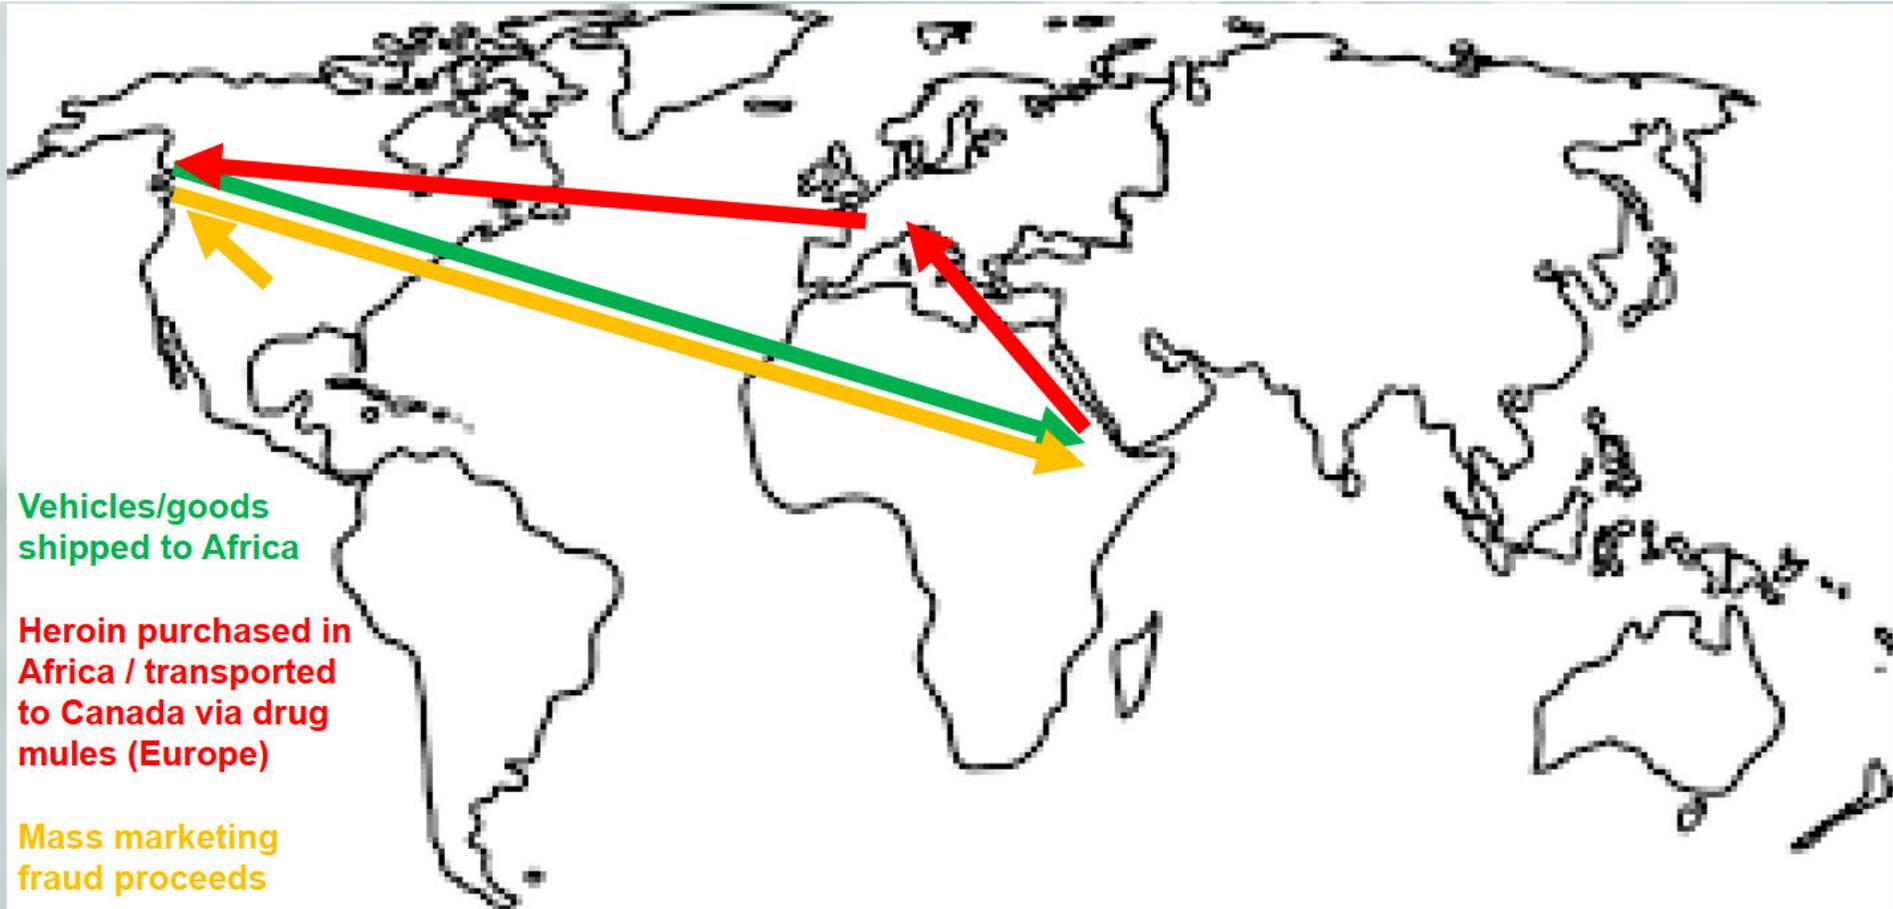 Vehicles/goods
shipped to Africa
Heroin purchased in
Africa / transported
to Canada via drug
mules (Europe)
Mass marketing
fraud proceeds